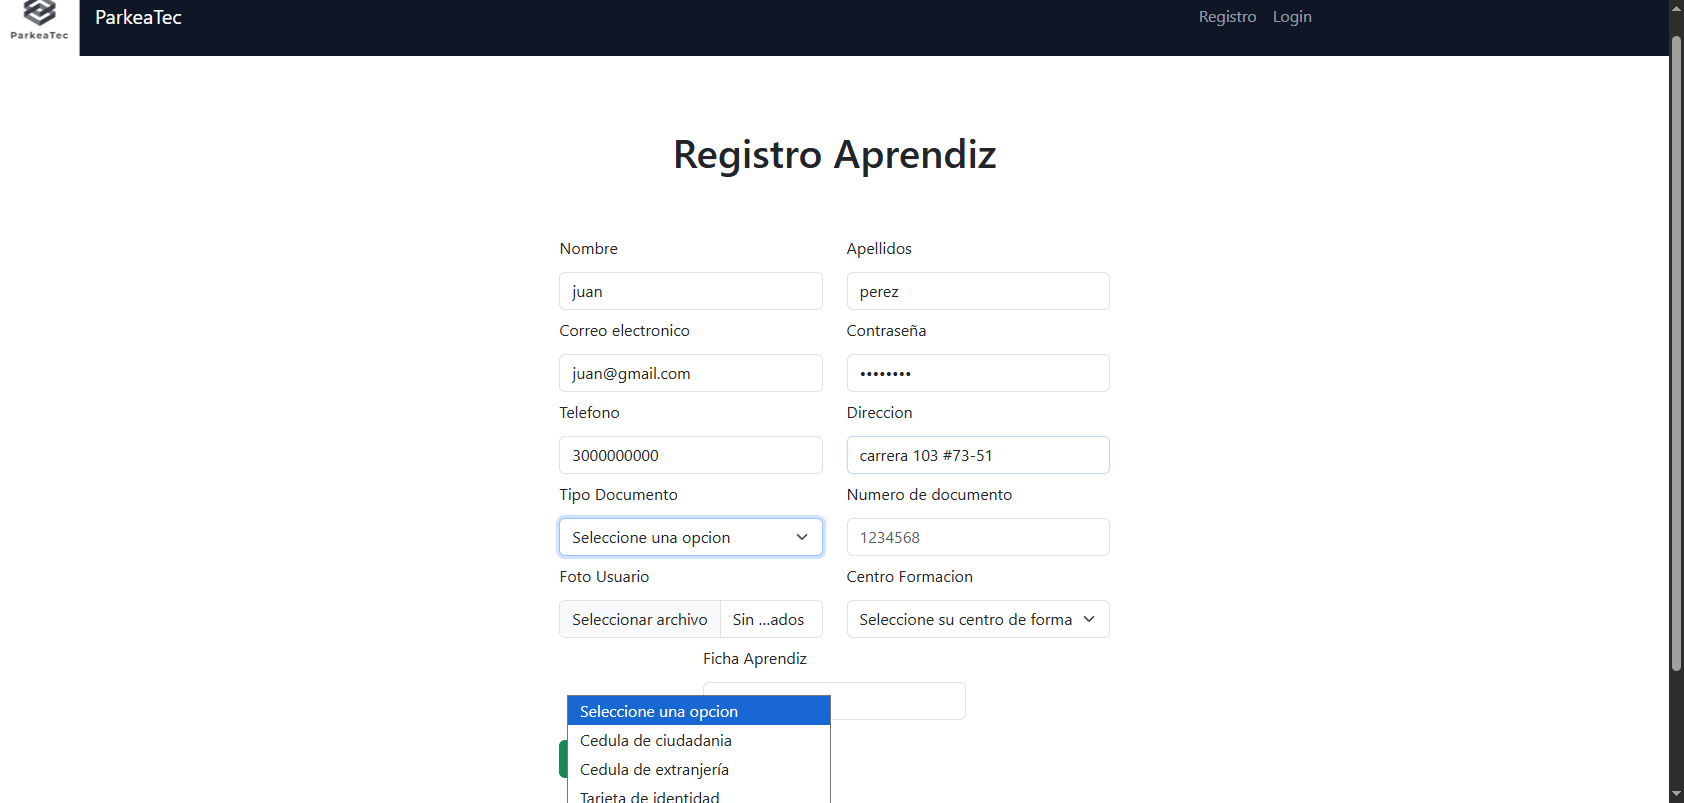 ParkeaTec
ParkeaTec
Registro Login
Registro Aprendiz
Nombre
Apellidos
juan
perez
Correo electronico
Contraseña
juan@gmail.com
••••••••
Telefono
Direccion
3000000000
carrera 103 #73-51
Tipo Documento
Numero de documento
Seleccione una opcion
1234568
Foto Usuario
Centro Formacion
Seleccionar archivo Sin ...ados
Seleccione su centro de forma
Ficha Aprendiz
Seleccione una opcion
Cedula de ciudadania
Cedula de extranjería
Tarjeta de identidad